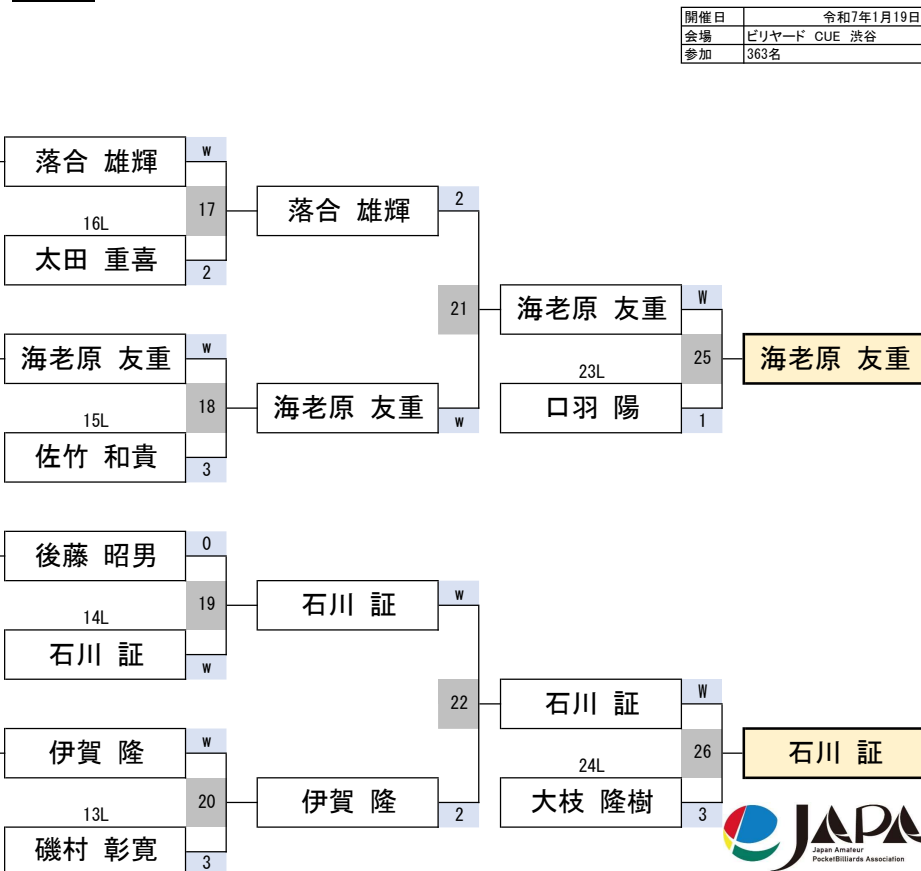 開催日 令和7年1月19日
会場 ビリヤード CUE 渋谷
参加 363名
落合 雄輝 W
17
16L
太田 重喜 2
落合 雄輝 2
海老原 友重 W
18
15L
佐竹 和貴 3
海老原 友重 W
21
海老原 友重 W
25
23L
口羽 陽 1
海老原 友重
後藤 昭男 0
19
14L
石川 証 W
石川 証 W
伊賀 隆 W
20
13L
磯村 彰寛 3
伊賀 隆 2
22
石川 証 W
26
24L
大枝 隆樹 3
石川 証
JAPA
Japan Amateur
PocketBilliards Association